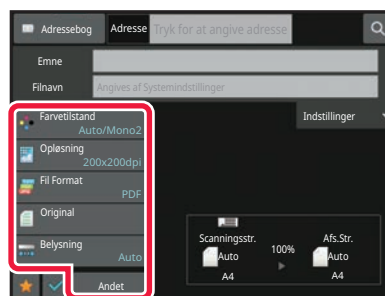 Adressebog Adresse Tryk for at angive adresse
Emne
Filnavn Angives af Systemindstillinger
Farvetilstand
Auto/Mono2
Indstillinger
Opløsning
200x200dpi
Fil Format
PDF
Original
Belysning
Auto
Andet
Scanningsstr. 100% Afs.Str.
Auto Auto
A4 A4